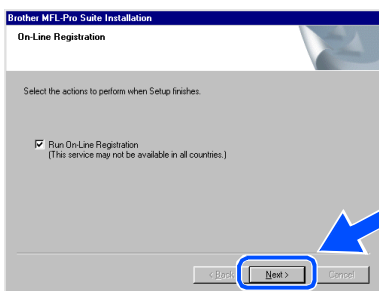 Brother MFL-Pro Suite Installation
On-Line Registration
Select the actions to perform when Setup finishes.
Run On-Line Registration
(This service may not be available in all countries.)
< Back
Next >
Cancel